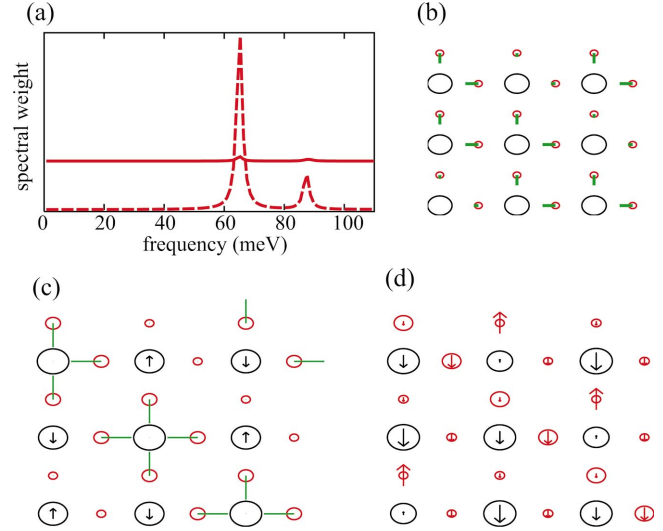 (a)
(b)
spectral weight
0 20 40 60 80 100
frequency (meV)
(c)
(d)